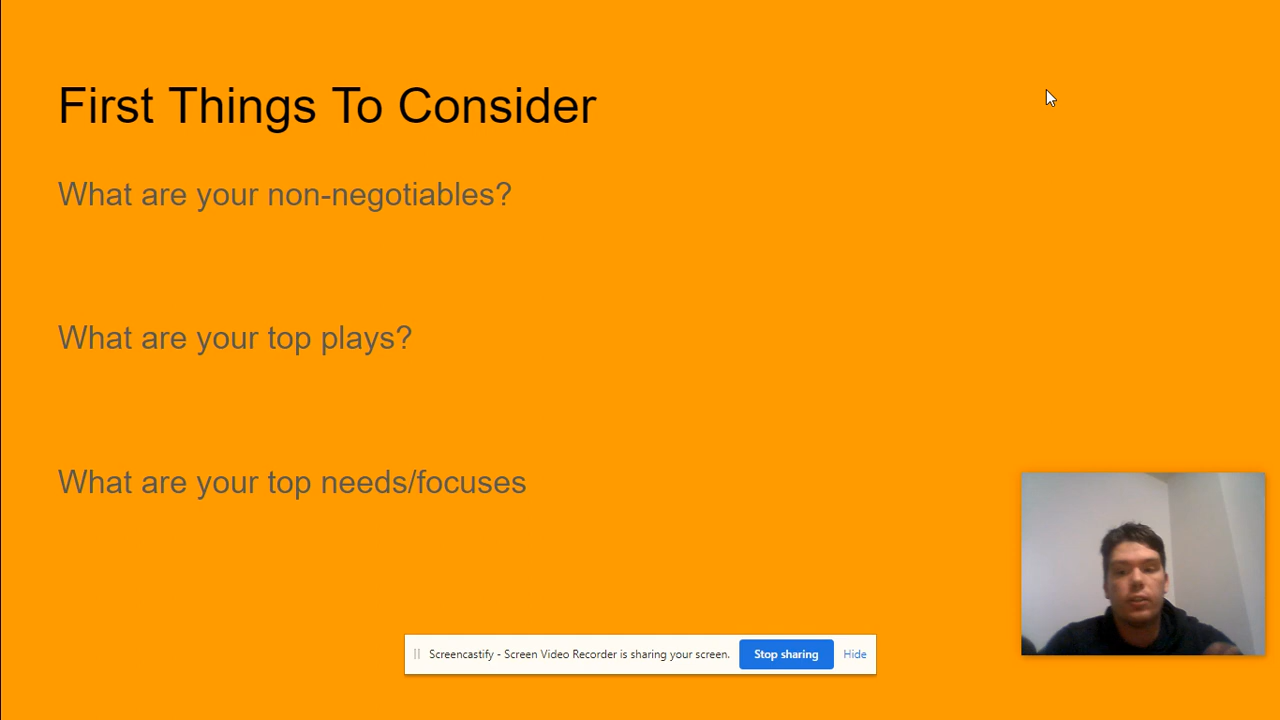 First Things To Consider
What are your non-negotiables?
What are your top plays?
What are your top needs/focuses
Screencastify - Screen Video Recorder is sharing your screen. Stop sharing Hide